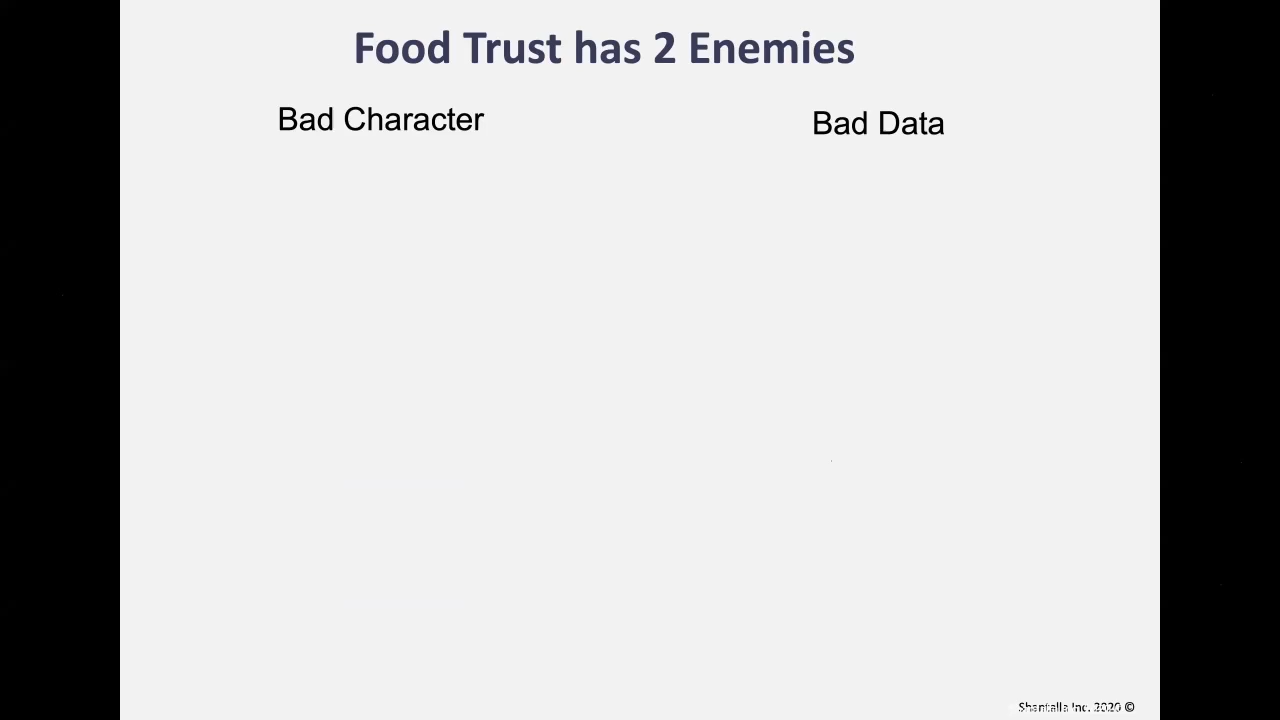 Food Trust has 2 Enemies
Bad Character
Bad Data
Shantalla Inc. 2020 ©